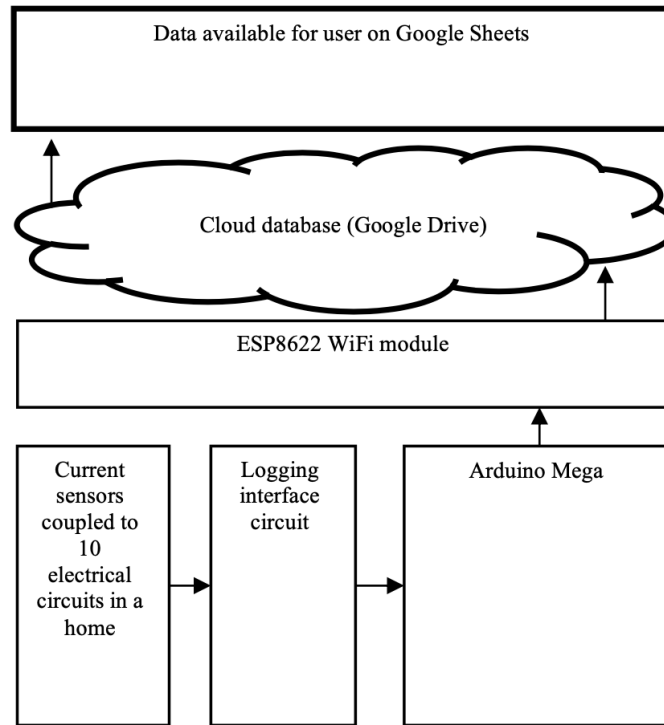 Data available for user on Google Sheets
Cloud database (Google Drive)
ESP8622 WiFi module
Current
sensors
coupled to
10
electrical
circuits in a
home
Logging
interface
circuit
Arduino Mega